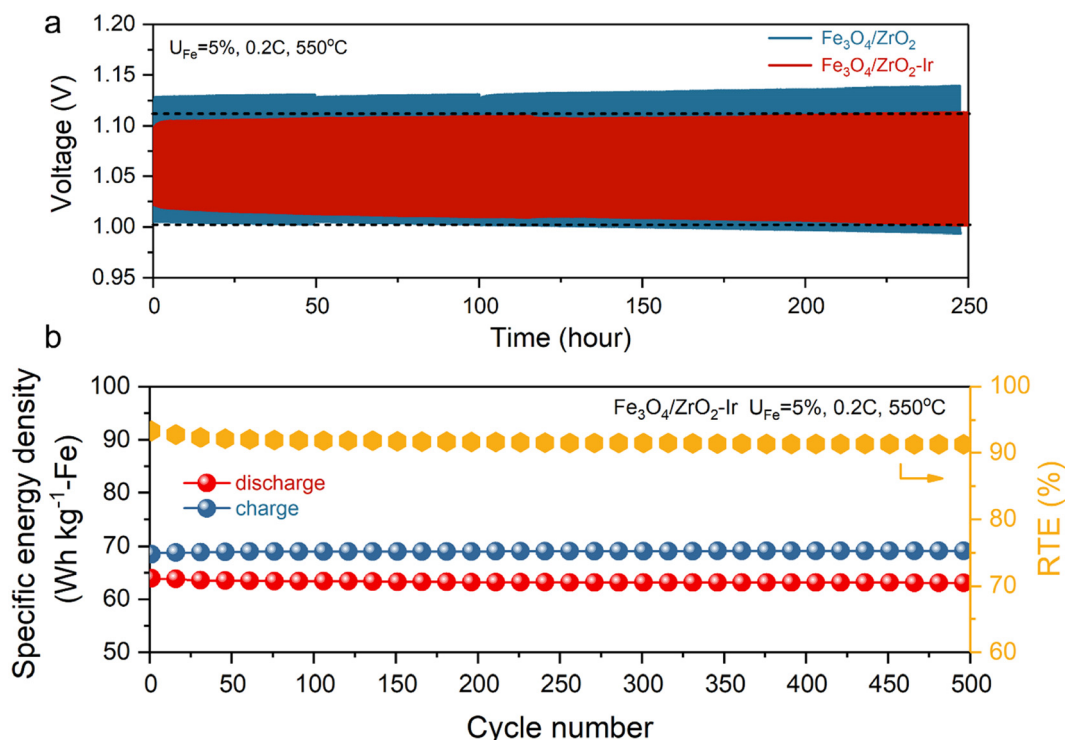 a
U_Fe=5%, 0.2C, 550°C
Fe₃O₄/ZrO₂
Fe₃O₄/ZrO₂-Ir
Voltage (V)
1.20
1.15
1.10
1.05
1.00
0.95
0 50 100 150 200 250
Time (hour)
b
Fe₃O₄/ZrO₂-Ir U_Fe=5%, 0.2C, 550°C
discharge
charge
Specific energy density
(Wh kg⁻¹-Fe)
100
90
80
70
60
50
100
90
80
70
60
RTE (%)
0 50 100 150 200 250 300 350 400 450 500
Cycle number